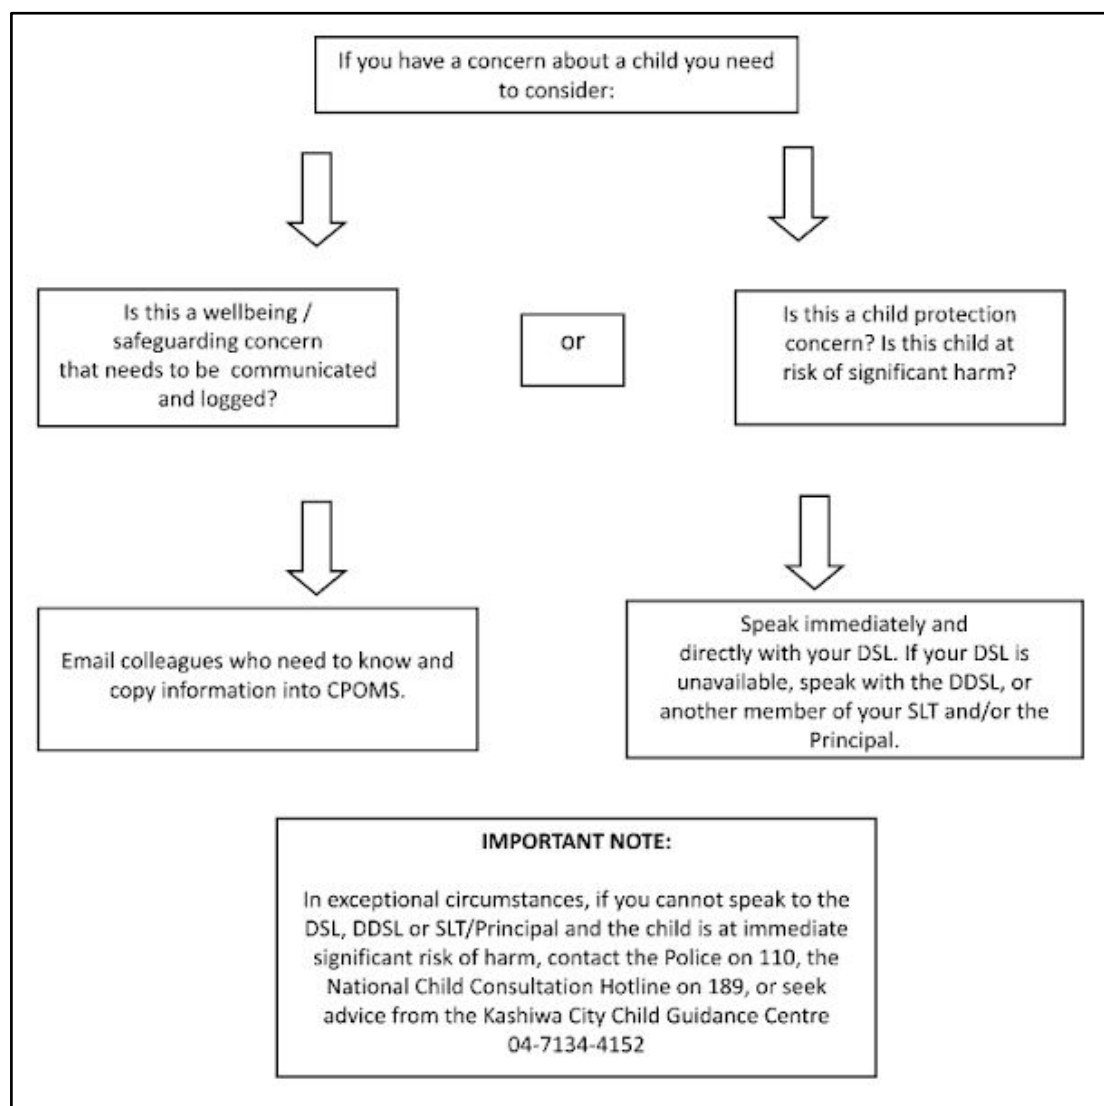 If you have a concern about a child you need
to consider:
Is this a wellbeing /
safeguarding concern
that needs to be communicated
and logged?
or
Is this a child protection
concern? Is this child at
risk of significant harm?
Email colleagues who need to know and
copy information into CPOMS.
Speak immediately and
directly with your DSL. If your DSL is
unavailable, speak with the DDSL, or
another member of your SLT and/or the
Principal.
IMPORTANT NOTE:
In exceptional circumstances, if you cannot speak to the
DSL, DDSL or SLT/Principal and the child is at immediate
significant risk of harm, contact the Police on 110, the
National Child Consultation Hotline on 189, or seek
advice from the Kashiwa City Child Guidance Centre
04-7134-4152